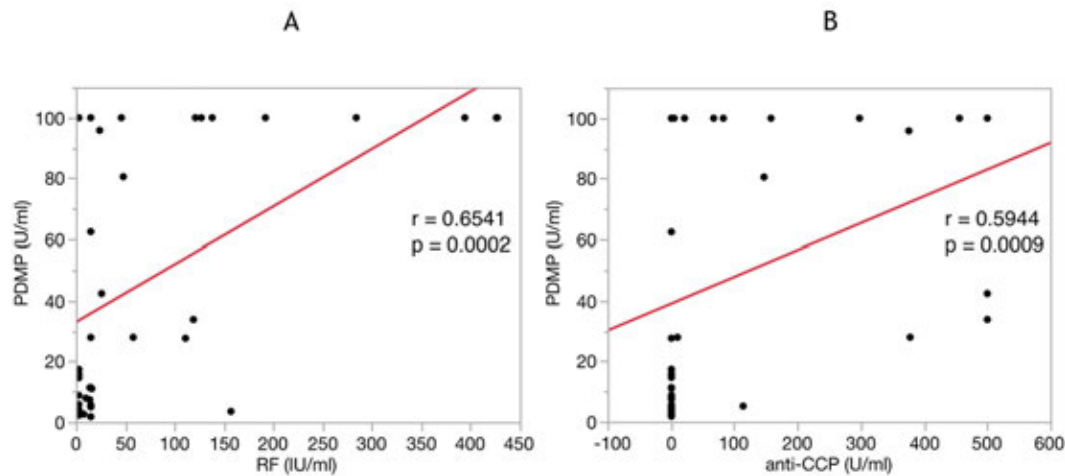 A
PDMP (U/ml)
100
80
60
40
20
0
r = 0.6541
p = 0.0002
0 50 100 150 200 250 300 350 400 450
RF (IU/ml)
B
PDMP (U/ml)
100
80
60
40
20
0
r = 0.5944
p = 0.0009
-100 0 100 200 300 400 500 600
anti-CCP (U/ml)